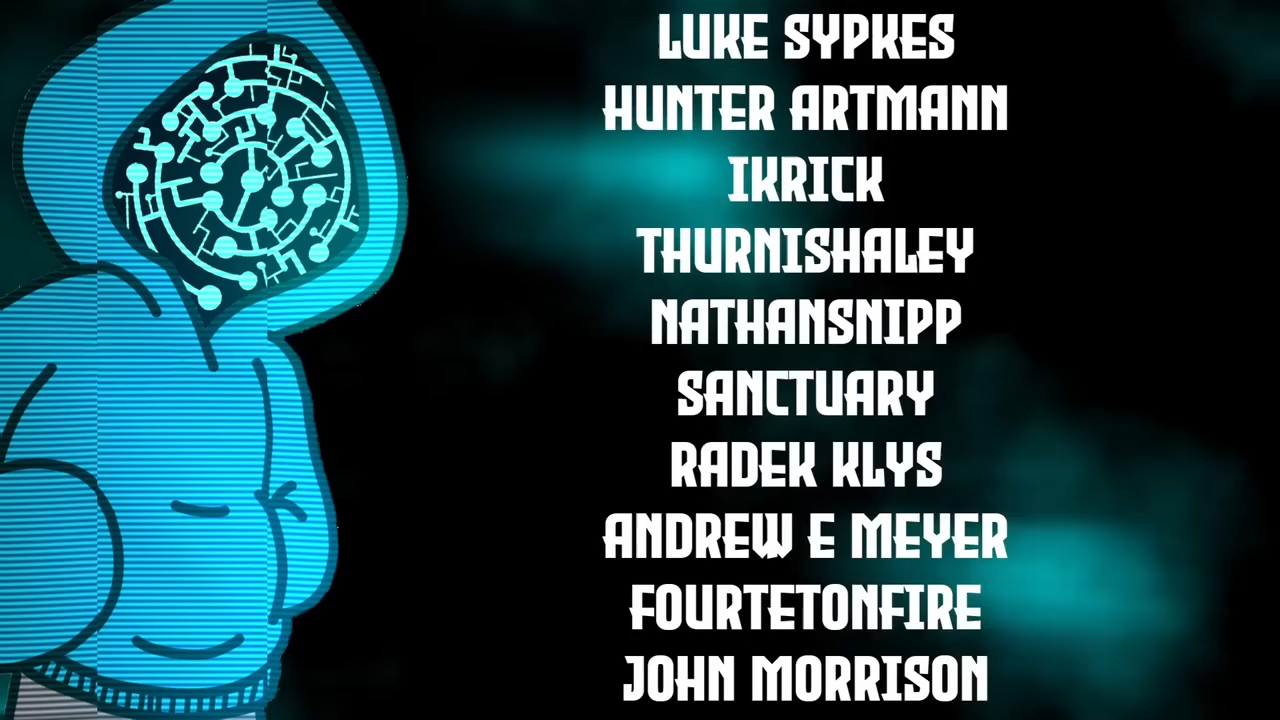 LUKE SYPKES
HUNTER ARTMANN
IKRICK
THURNISHALEY
NATHANSNIPP
SANCTUARY
RADEK KLYS
ANDREW E MEYER
FOURTETONFIRE
JOHN MORRISON